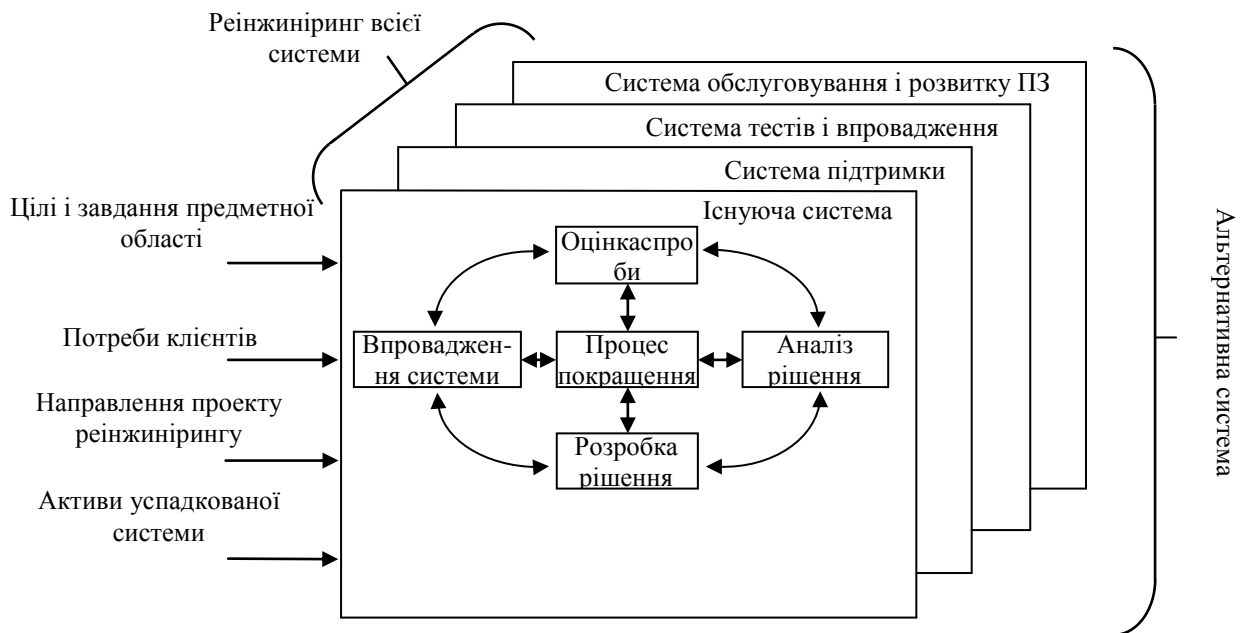 Реінжиніринг всієї
системи
Система обслуговування і розвитку ПЗ
Система тестів і впровадження
Система підтримки
Існуюча система
Цілі і завдання предметної
області
Потреби клієнтів
Направлення проекту
реінжинірингу
Активи успадкованої
системи
Оцінкаспро
би
Впроваджен-
ня системи
Процес
покращення
Аналіз
рішення
Розробка
рішення
Альтернативна система